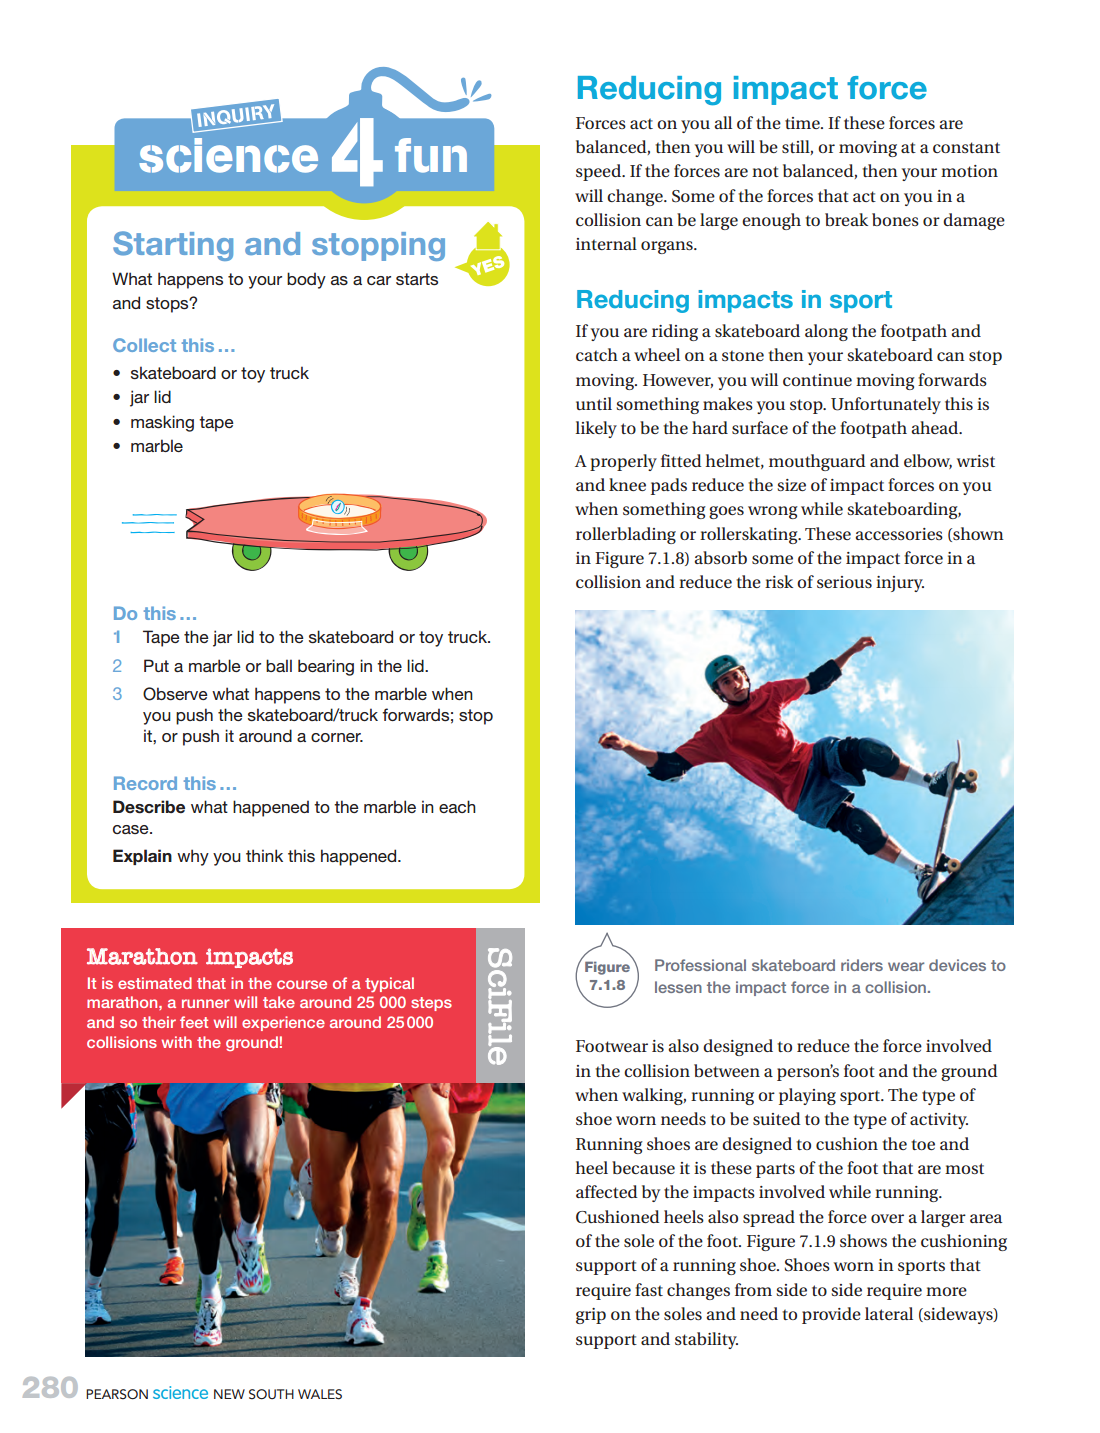 INQUIRY
science 4 fun
Starting and stopping
YES
What happens to your body as a car starts
and stops?
Collect this...
• skateboard or toy truck
• jar lid
• masking tape
• marble
Do this...
1 Tape the jar lid to the skateboard or toy truck.
2 Put a marble or ball bearing in the lid.
3 Observe what happens to the marble when
you push the skateboard/truck forwards; stop
it, or push it around a corner.
Record this...
Describe what happened to the marble in each
case.
Explain why you think this happened.
Marathon impacts
It is estimated that in the course of a typical
marathon, a runner will take around 25 000 steps
and so their feet will experience around 25 000
collisions with the ground!
SciFile
Reducing impact force
Forces act on you all of the time. If these forces are
balanced, then you will be still, or moving at a constant
speed. If the forces are not balanced, then your motion
will change. Some of the forces that act on you in a
collision can be large enough to break bones or damage
internal organs.
Reducing impacts in sport
If you are riding a skateboard along the footpath and
catch a wheel on a stone then your skateboard can stop
moving. However, you will continue moving forwards
until something makes you stop. Unfortunately this is
likely to be the hard surface of the footpath ahead.
A properly fitted helmet, mouthguard and elbow, wrist
and knee pads reduce the size of impact forces on you
when something goes wrong while skateboarding,
rollerblading or rollerskating. These accessories (shown
in Figure 7.1.8) absorb some of the impact force in a
collision and reduce the risk of serious injury.
Figure
7.1.8
Professional skateboard riders wear devices to
lessen the impact force in a collision.
Footwear is also designed to reduce the force involved
in the collision between a person's foot and the ground
when walking, running or playing sport. The type of
shoe worn needs to be suited to the type of activity.
Running shoes are designed to cushion the toe and
heel because it is these parts of the foot that are most
affected by the impacts involved while running.
Cushioned heels also spread the force over a larger area
of the sole of the foot. Figure 7.1.9 shows the cushioning
support of a running shoe. Shoes worn in sports that
require fast changes from side to side require more
grip on the soles and need to provide lateral (sideways)
support and stability.
280 PEARSON science NEW SOUTH WALES